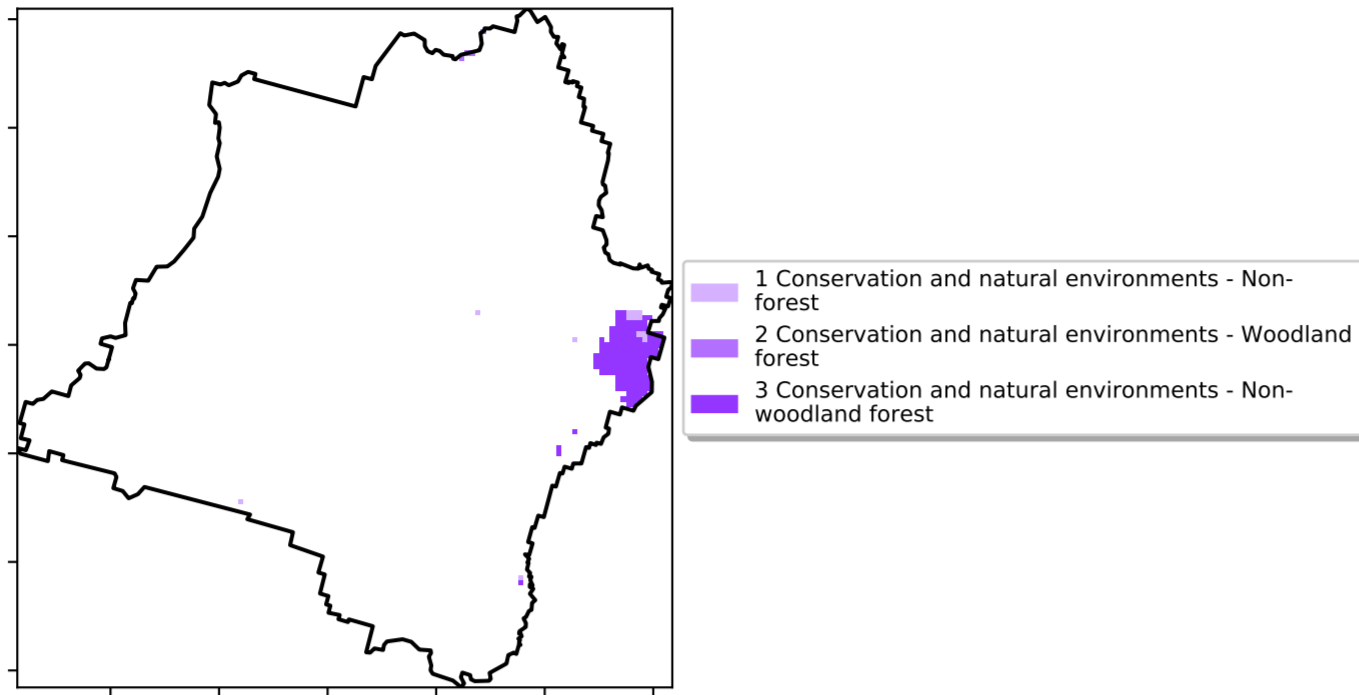 1 Conservation and natural environments - Non-
forest
2 Conservation and natural environments - Woodland
forest
3 Conservation and natural environments - Non-
woodland forest